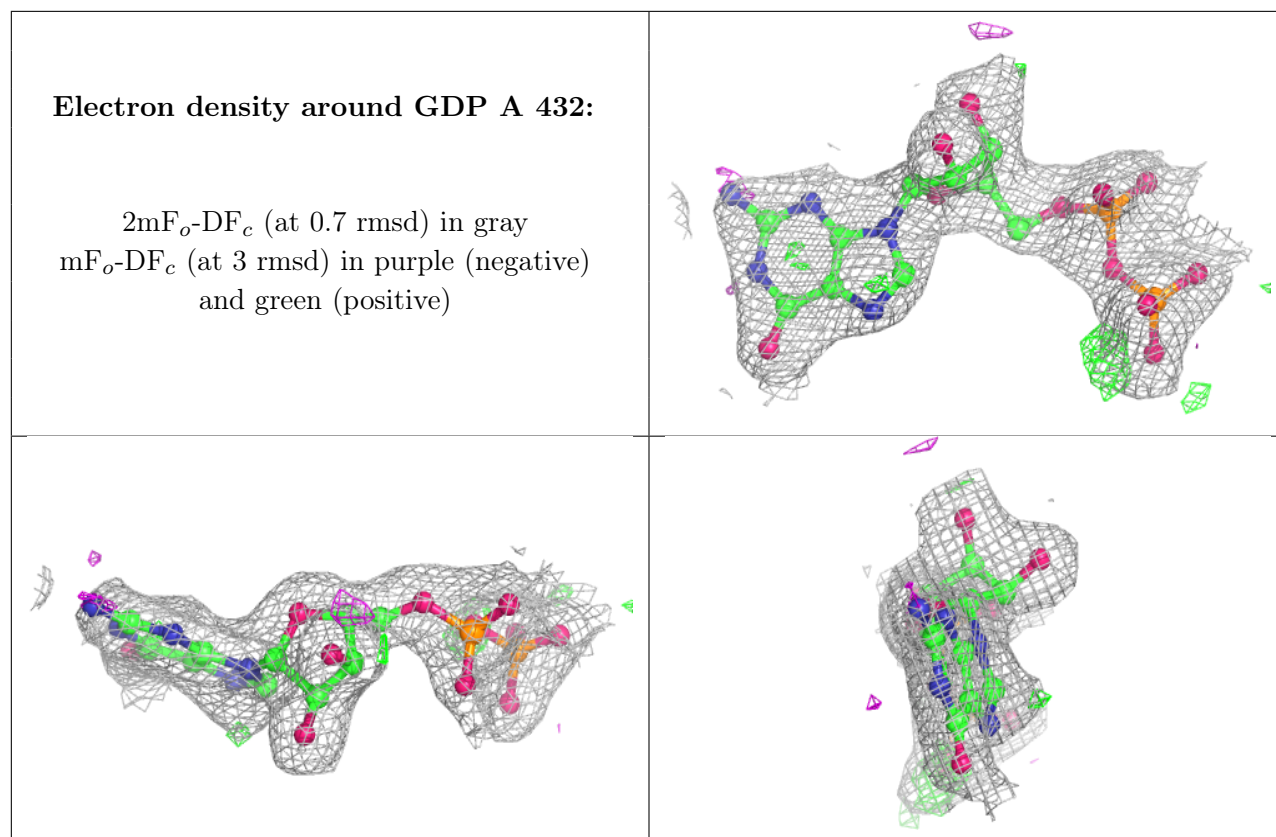 Electron density around GDP A 432:
2mFo-DFc (at 0.7 rmsd) in gray
mFo-DFc (at 3 rmsd) in purple (negative)
and green (positive)